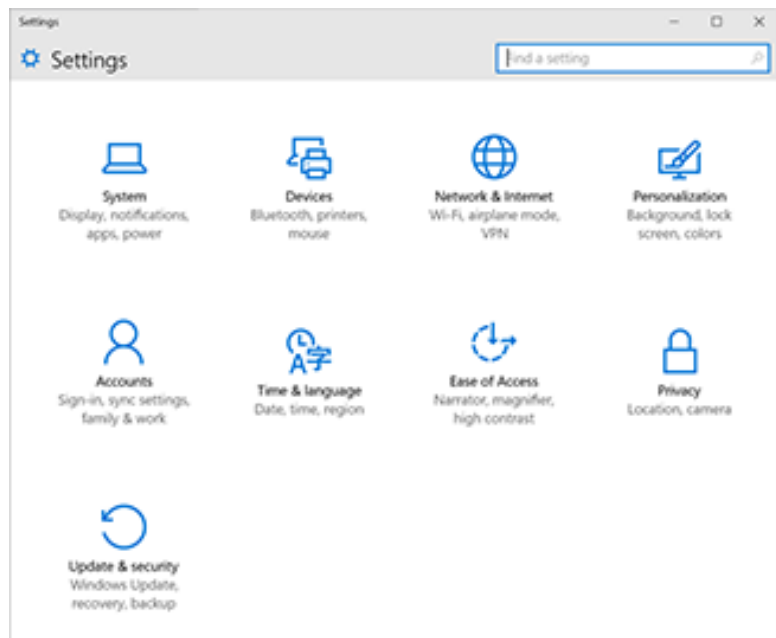 Settings
Settings
Find a setting
System
Display, notifications,
apps, power
Devices
Bluetooth, printers,
mouse
Network & Internet
Wi-Fi, airplane mode,
VPN
Personalization
Background, lock
screen, colors
Accounts
Sign-in, sync settings,
family & work
A字
Time & language
Date, time, region
Ease of Access
Narrator, magnifier,
high contrast
Privacy
Location, camera
Update & security
Windows Update,
recovery, backup